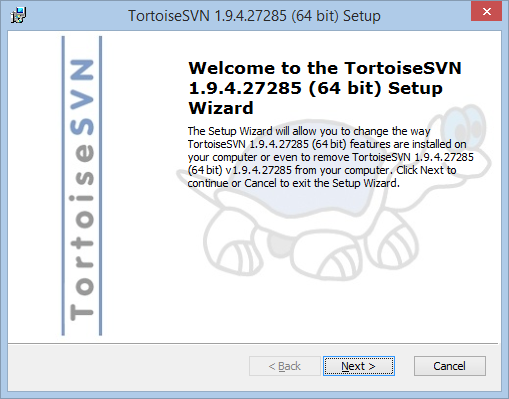 TortoiseSVN 1.9.4.27285 (64 bit) Setup
TortoiseSVN
Welcome to the TortoiseSVN
1.9.4.27285 (64 bit) Setup
Wizard
The Setup Wizard will allow you to change the way
TortoiseSVN 1.9.4.27285 (64 bit) features are installed on
your computer or even to remove TortoiseSVN 1.9.4.27285
(64 bit) v1.9.4.27285 from your computer. Click Next to
continue or Cancel to exit the Setup Wizard.
< Back
Next >
Cancel